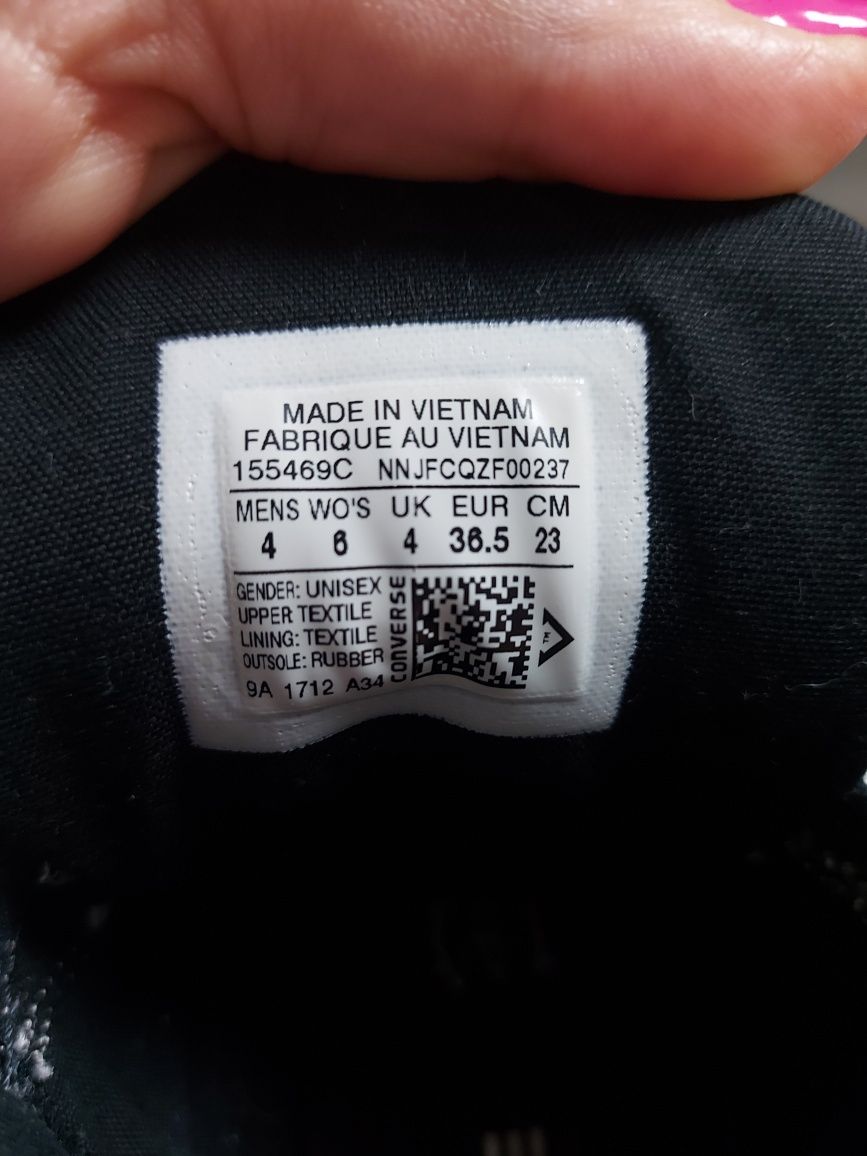 MADE IN VIETNAM
FABRIQUE AU VIETNAM
155469C NNJFCQZF00237
MENS WO'S UK EUR CM
4 6 4 36.5 23
GENDER: UNISEX
UPPER: TEXTILE
LINING: TEXTILE
OUTSOLE: RUBBER
9A 1712 A34
CONVERSE
TM